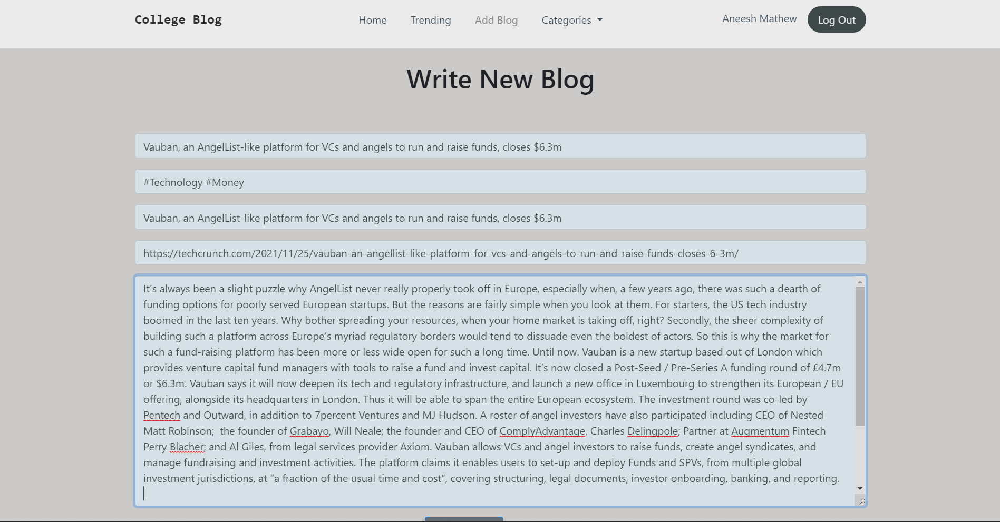 College Blog
Home
Trending
Add Blog
Categories
Aneesh Mathew
Log Out
Write New Blog
Vauban, an AngelList-like platform for VCs and angels to run and raise funds, closes $6.3m
#Technology #Money
Vauban, an AngelList-like platform for VCs and angels to run and raise funds, closes $6.3m
https://techcrunch.com/2021/11/25/vauban-an-angellist-like-platform-for-vcs-and-angels-to-run-and-raise-funds-closes-6-3m/
It’s always been a slight puzzle why AngelList never really properly took off in Europe, especially when, a few years ago, there was such a dearth of
funding options for poorly served European startups. But the reasons are fairly simple when you look at them. For starters, the US tech industry
boomed in the last ten years. Why bother spreading your resources, when your home market is taking off, right? Secondly, the sheer complexity of
building such a platform across Europe’s myriad regulatory borders would tend to dissuade even the boldest of actors. So this is why the market for
such a fund-raising platform has been more or less wide open for such a long time. Until now. Vauban is a new startup based out of London which
provides venture capital fund managers with tools to raise a fund and invest capital. It’s now closed a Post-Seed / Pre-Series A funding round of £4.7m
or $6.3m. Vauban says it will now deepen its tech and regulatory infrastructure, and launch a new office in Luxembourg to strengthen its European / EU
offering, alongside its headquarters in London. Thus it will be able to span the entire European ecosystem. The investment round was co-led by
Pentech and Outward, in addition to 7percent Ventures and MJ Hudson. A roster of angel investors have also participated including CEO of Nested
Matt Robinson;  the founder of Grabayo, Will Neale; the founder and CEO of ComplyAdvantage, Charles Delingpole; Partner at Augmentum Fintech
Perry Blacher; and Al Giles, from legal services provider Axiom. Vauban allows VCs and angel investors to raise funds, create angel syndicates, and
manage fundraising and investment activities. The platform claims it enables users to set-up and deploy Funds and SPVs, from multiple global
investment jurisdictions, at “a fraction of the usual time and cost”, covering structuring, legal documents, investor onboarding, banking, and reporting.